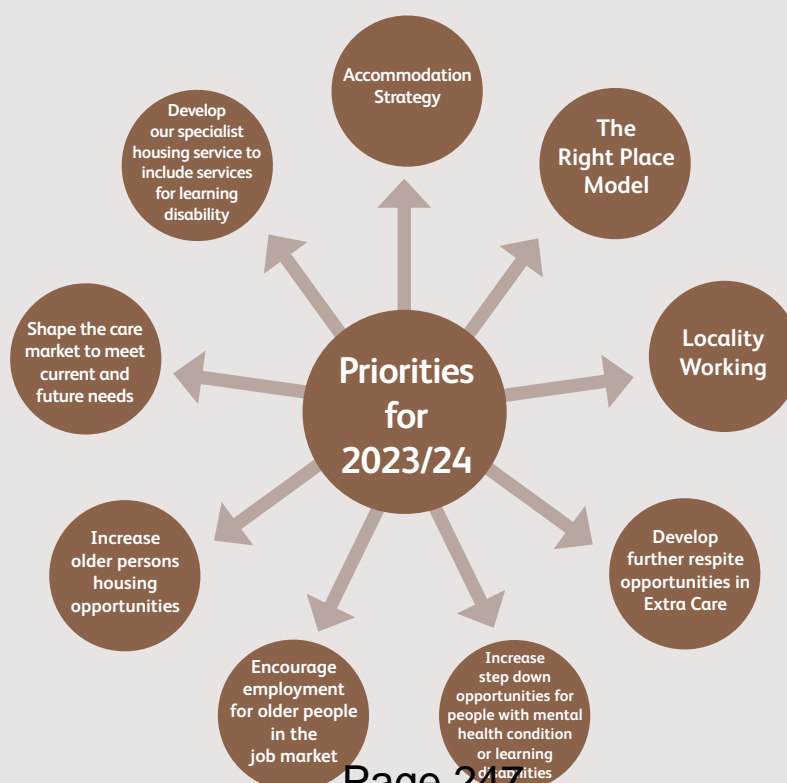 Accommodation
Strategy
The
Right Place
Model
Locality
Working
Develop
further respite
opportunities in
Extra Care
Increase
step down
opportunities for
people with mental
health condition
or learning
disabilities
Encourage
employment
for older people
in the
job market
Increase
older persons
housing
opportunities
Shape the care
market to meet
current and
future needs
Develop
our specialist
housing service to
include services
for learning
disability
Priorities
for
2023/24
Page 247